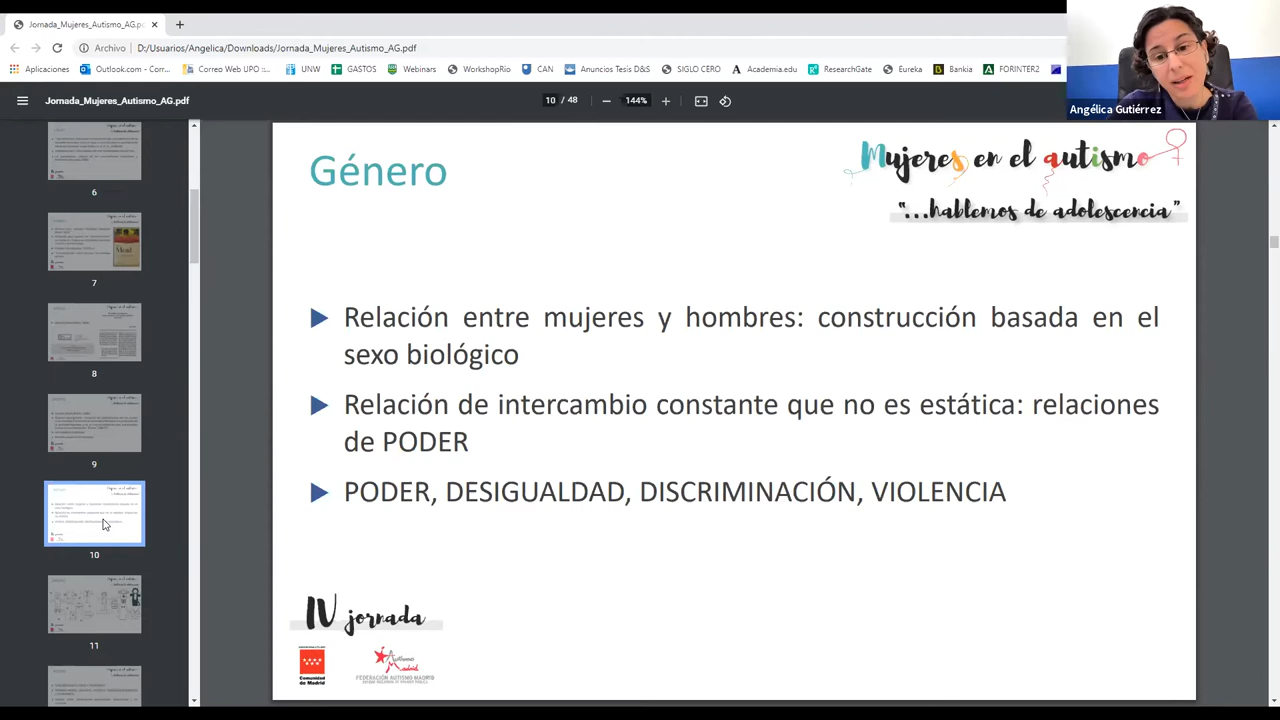 Jornada_Mujeres_Autismo_AG.pdf
Archivo D:/Usuarios/Angelica/Downloads/Jornada_Mujeres_Autismo_AG.pdf
Aplicaciones Outlook.com - Corr... Correo Web UPO ::... UNW GASTOS Webinars WorkshopRío CAN Anuncios Tesis D&S SIGLO CERO Academia.edu ResearchGate Eureka Bankia FORINTER2
Angélica Gutiérrez
Jornada_Mujeres_Autismo_AG.pdf 10 / 48 144%
6
7
8
9
10
11
Género
Mujeres en el autismo
“...hablemos de adolescencia”
Relación entre mujeres y hombres: construcción basada en el
sexo biológico
Relación de intercambio constante que no es estática: relaciones
de PODER
PODER, DESIGUALDAD, DISCRIMINACIÓN, VIOLENCIA
IV jornada
Comunidad
de Madrid
Autismo
Madrid
FEDERACIÓN AUTISMO MADRID